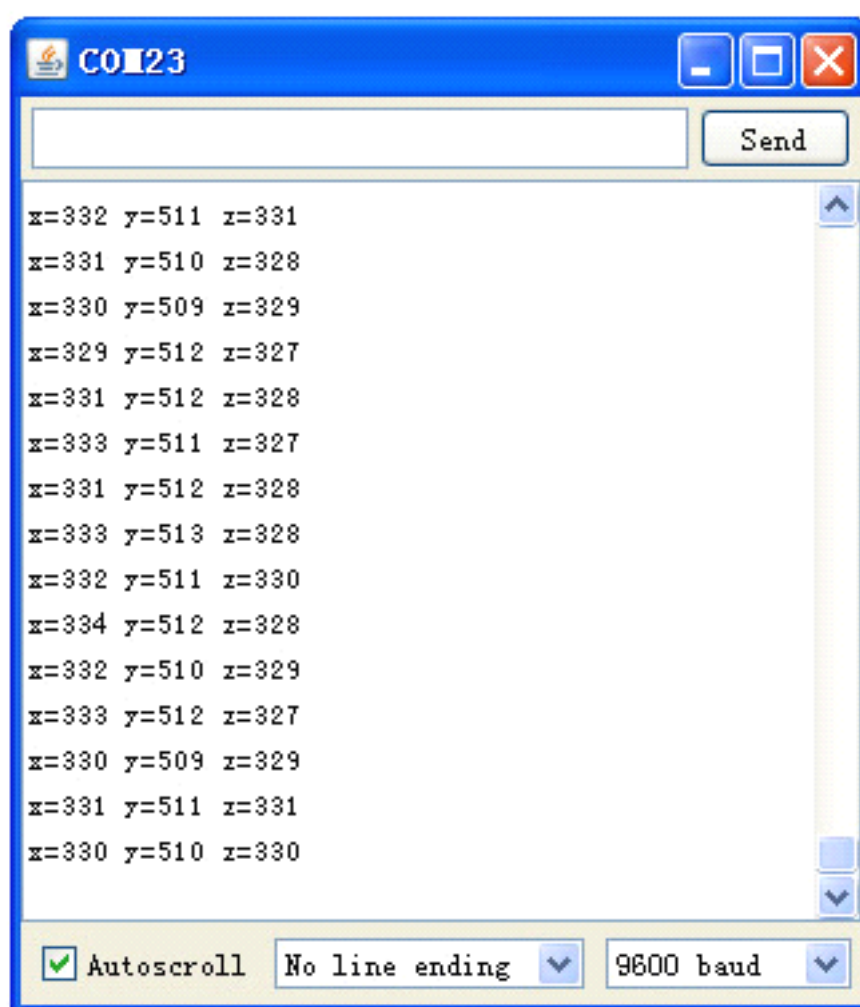 COM23
Send
x=332 y=511 z=331
x=331 y=510 z=328
x=330 y=509 z=329
x=329 y=512 z=327
x=331 y=512 z=328
x=333 y=511 z=327
x=331 y=512 z=328
x=333 y=513 z=328
x=332 y=511 z=330
x=334 y=512 z=328
x=332 y=510 z=329
x=333 y=512 z=327
x=330 y=509 z=329
x=331 y=511 z=331
x=330 y=510 z=330
Autoscroll No line ending 9600 baud